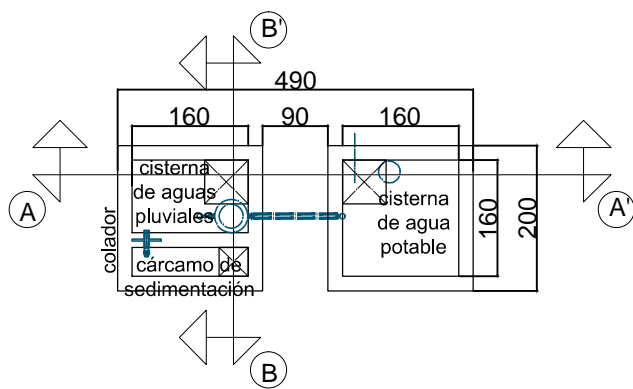 B'
490
160
90
160
A
A'
cisterna
de aguas
pluviales
cisterna
de agua
potable
160
200
colador
cárcamo de
sedimentación
B